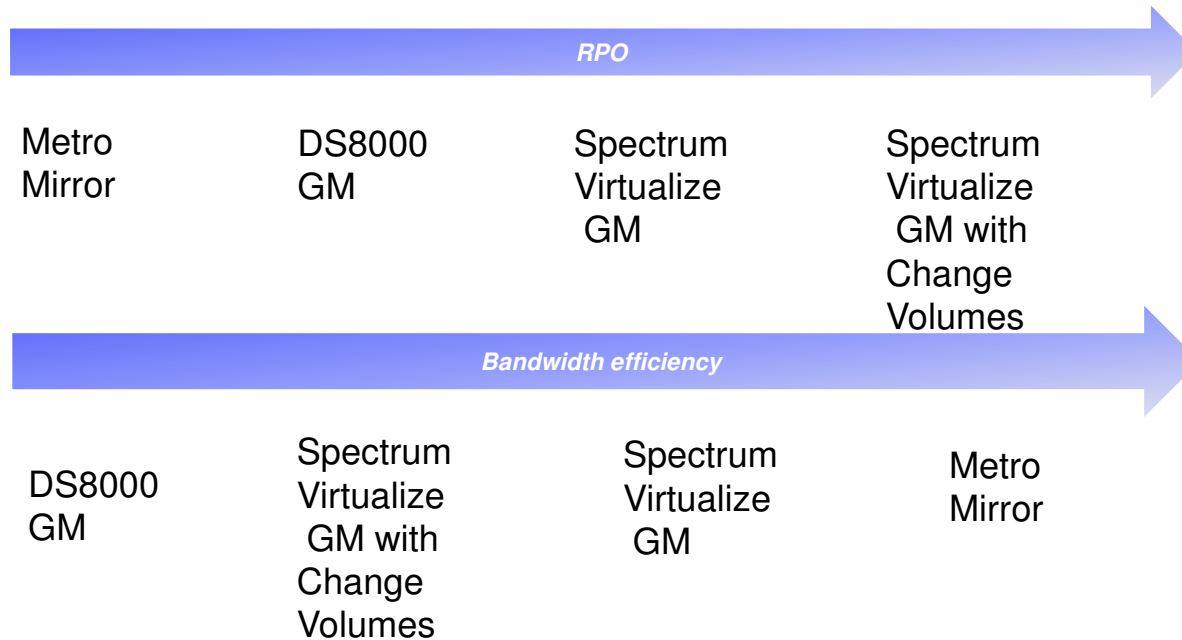 RPO
Metro
Mirror
DS8000
GM
Spectrum
Virtualize
GM
Spectrum
Virtualize
GM with
Change
Volumes
Bandwidth efficiency
DS8000
GM
Spectrum
Virtualize
GM with
Change
Volumes
Spectrum
Virtualize
GM
Metro
Mirror